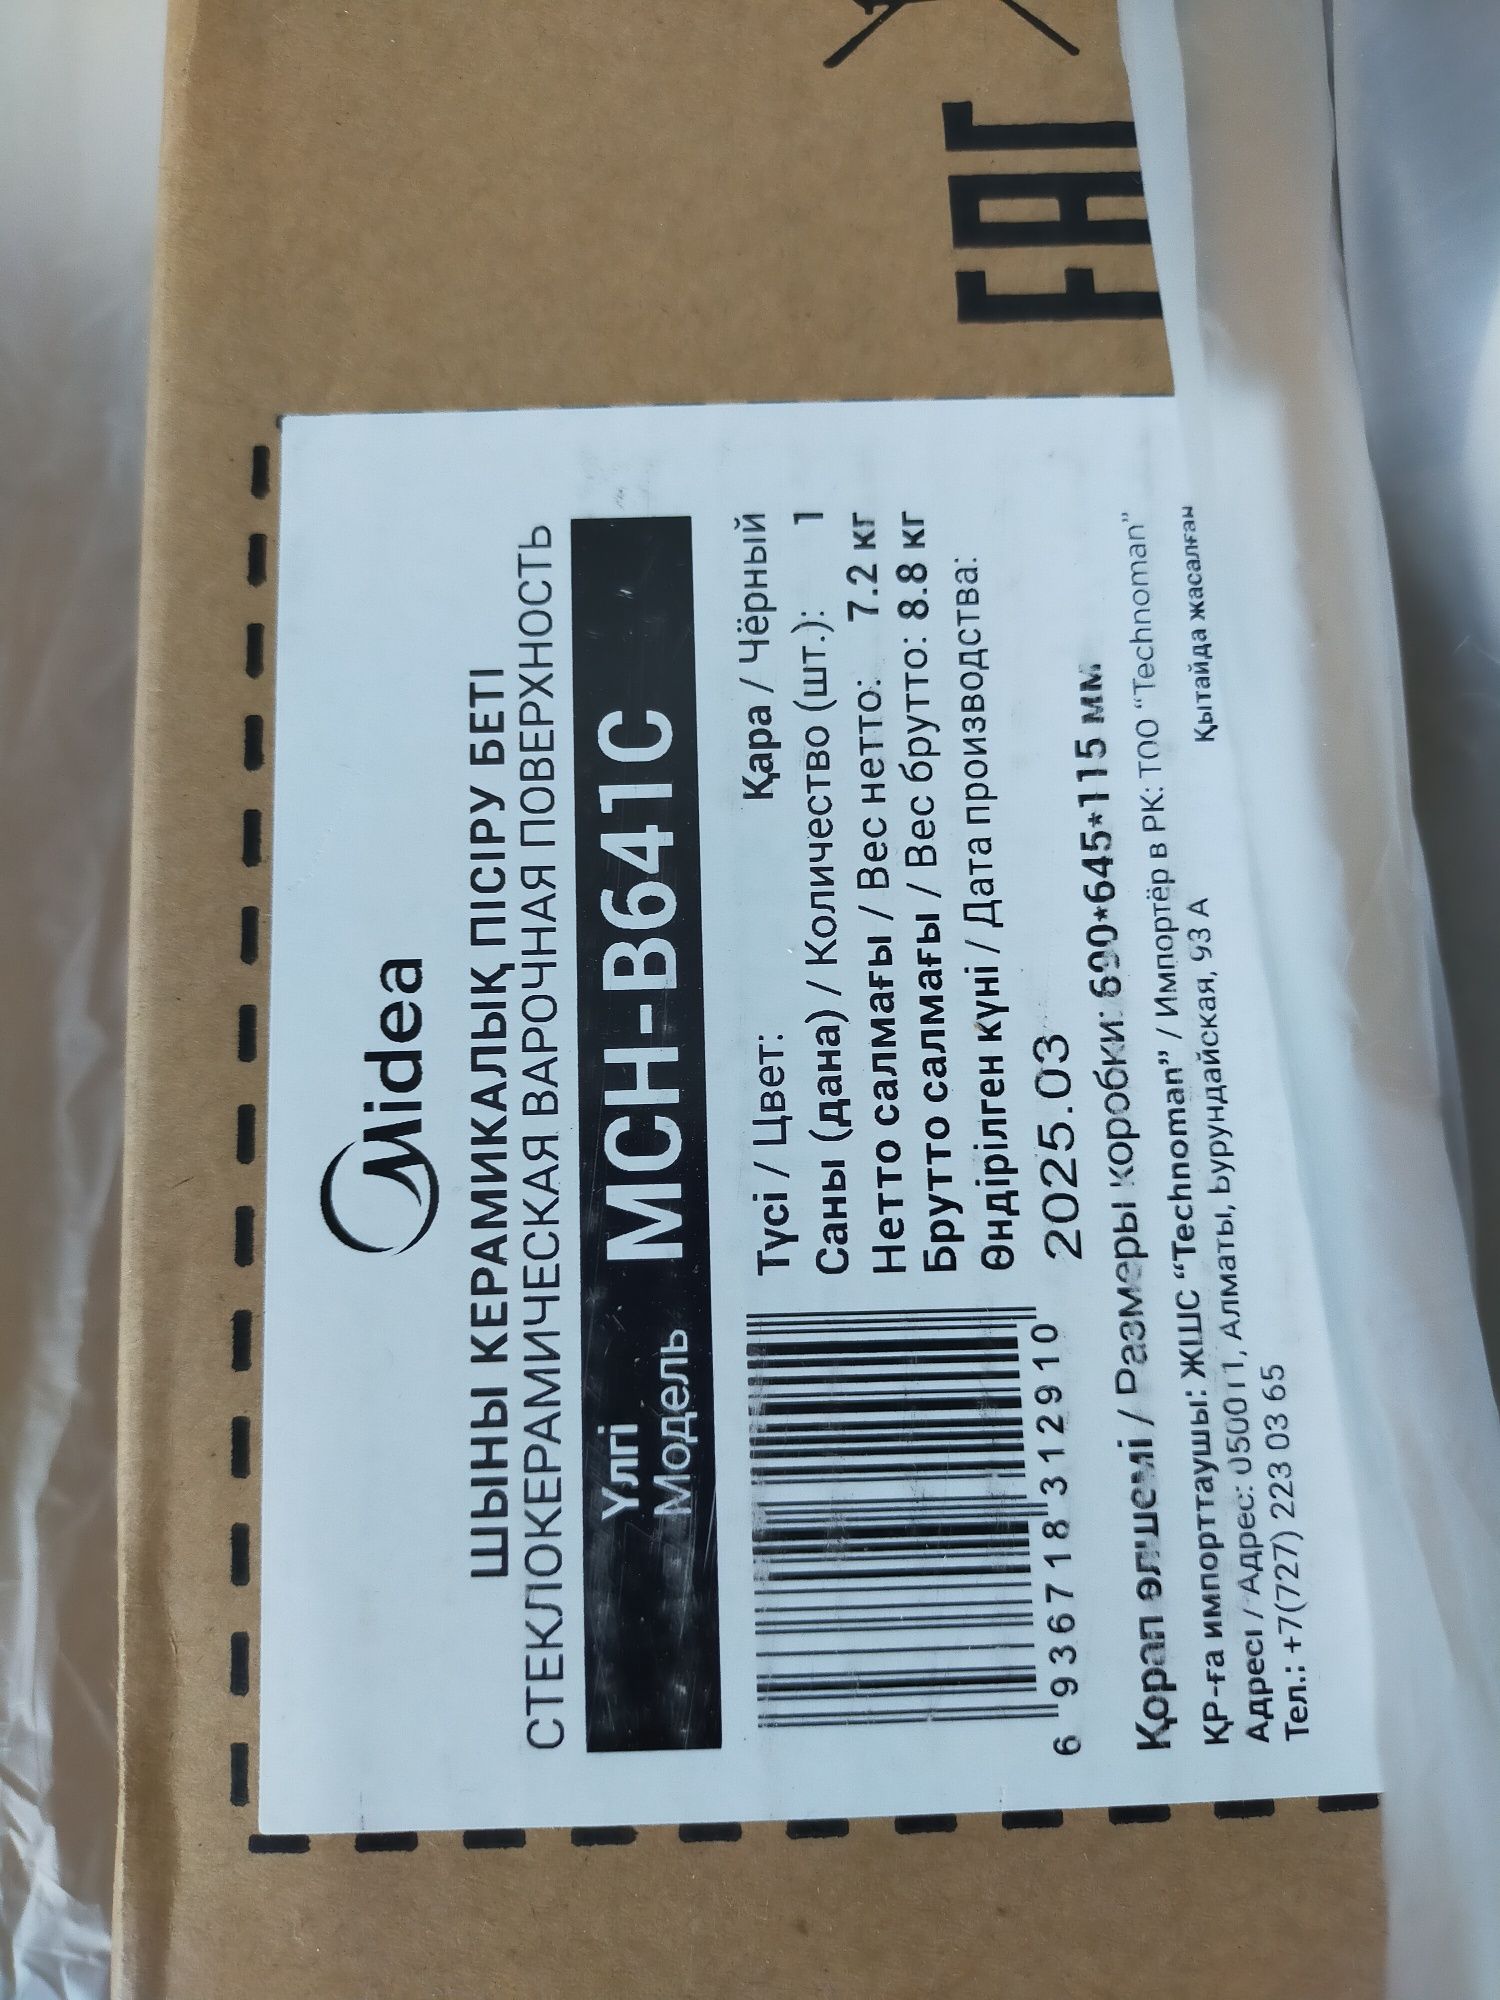 EAC
Midea
ШЫНЫ КЕРАМИКАЛЫҚ ПІСІРУ БЕТІ
СТЕКЛОКЕРАМИЧЕСКАЯ ВАРОЧНАЯ ПОВЕРХНОСТЬ
Үлгі
Модель
MCH-B641C
Түсі / Цвет: Қара / Чёрный
Саны (дана) / Количество (шт.): 1
Нетто салмағы / Вес нетто: 7.2 кг
Брутто салмағы / Вес брутто: 8.8 кг
Өндірілген күні / Дата производства:
2025.03
6 936718 312910
Қорап өлшемі / Размеры коробки: 690*645*115 мм
ҚР-ға импорттаушы: ЖШС “Technoman” / Импортёр в РК: ТОО “Technoman”
Адресі / Адрес: 050011, Алматы, Бурундайская, 93 А
Қытайда жасалған
Тел.: +7(727) 223 03 65